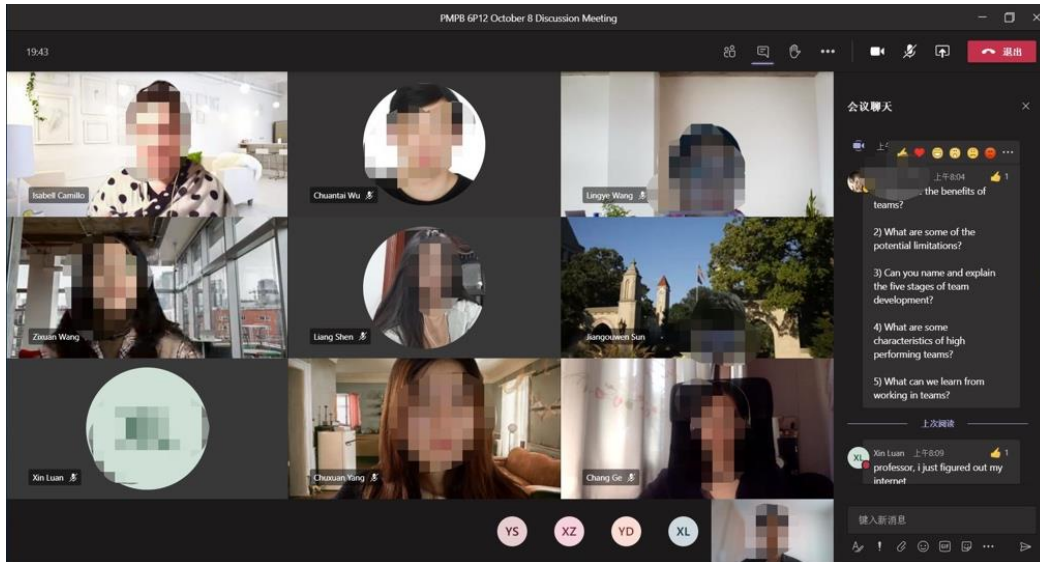 PMPB 6P12 October 8 Discussion Meeting
19:43
退出
Isabell Camillo
Chuantai Wu
Lingye Wang
Zixuan Wang
Liang Shen
Jiangouwen Sun
Xin Luan
Chuxuan Yang
Chang Ge
YS
XZ
YD
XL
会议聊天
上午8:04
1
the benefits of
teams?
2) What are some of the
potential limitations?
3) Can you name and explain
the five stages of team
development?
4) What are some
characteristics of high
performing teams?
5) What can we learn from
working in teams?
上次阅读
XL
Xin Luan 上午8:09
1
professor, i just figured out my
internet
键入新消息
GIF